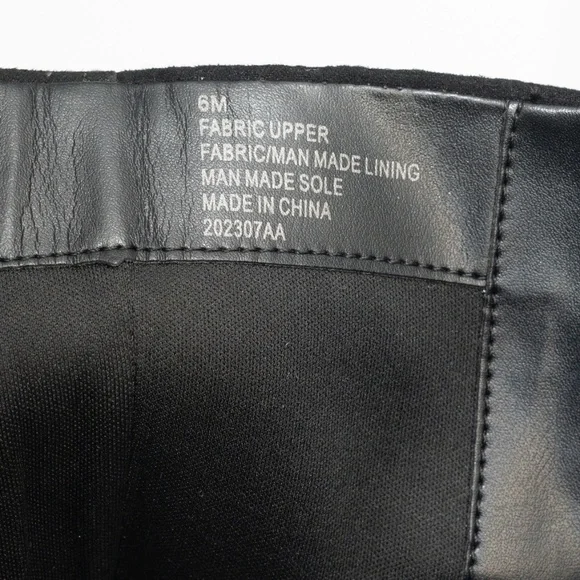 6M
FABRIC UPPER
FABRIC/MAN MADE LINING
MAN MADE SOLE
MADE IN CHINA
202307AA